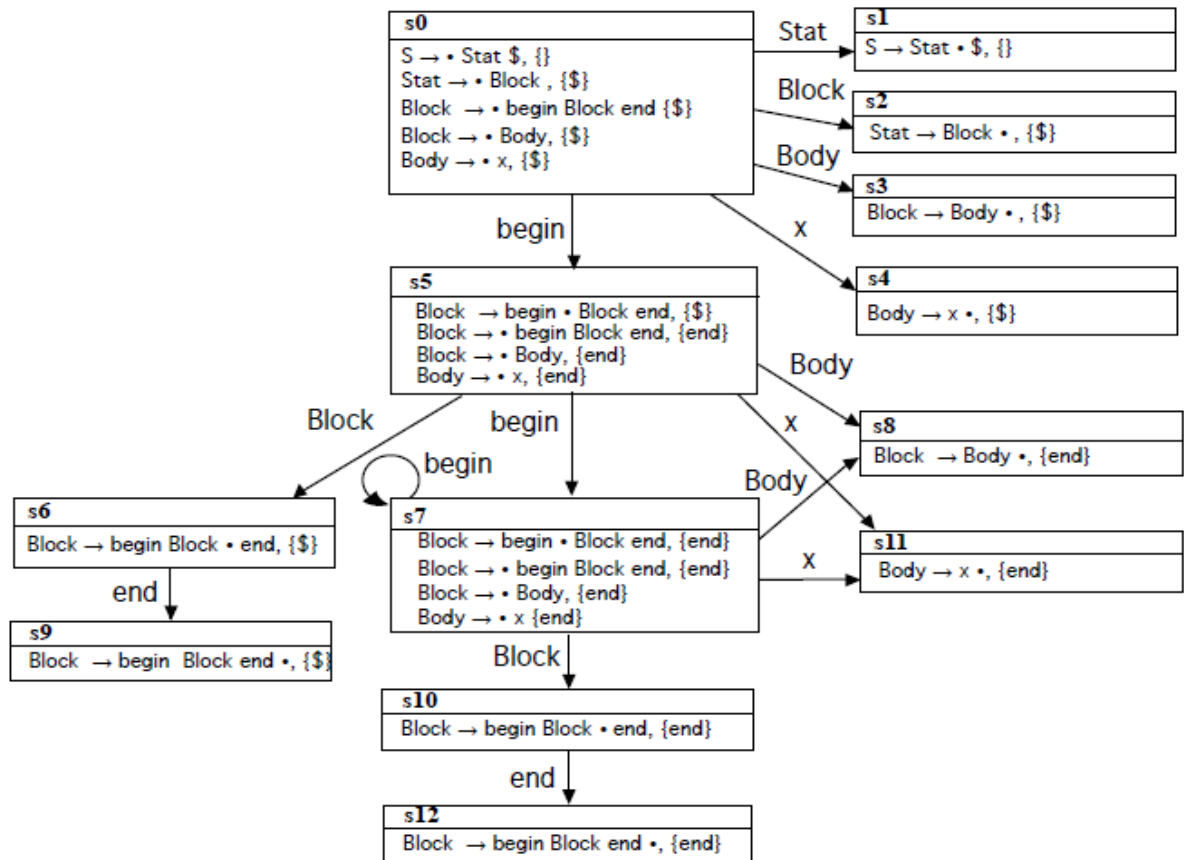 s0
S → • Stat $, {}
Stat → • Block , {$}
Block → • begin Block end {$}
Block → • Body, {$}
Body → • x, {$}
Stat
s1
S → Stat • $, {}
Block
s2
Stat → Block • , {$}
Body
s3
Block → Body • , {$}
begin
x
s4
Body → x •, {$}
s5
Block → begin • Block end, {$}
Block → • begin Block end, {end}
Block → • Body, {end}
Body → • x, {end}
Body
Block
begin
x
s8
Block → Body •, {end}
begin
Body
s6
Block → begin Block • end, {$}
s7
Block → begin • Block end, {end}
Block → • begin Block end, {end}
Block → • Body, {end}
Body → • x {end}
x
s11
Body → x •, {end}
end
s9
Block → begin Block end •, {$}
Block
s10
Block → begin Block • end, {end}
end
s12
Block → begin Block end •, {end}